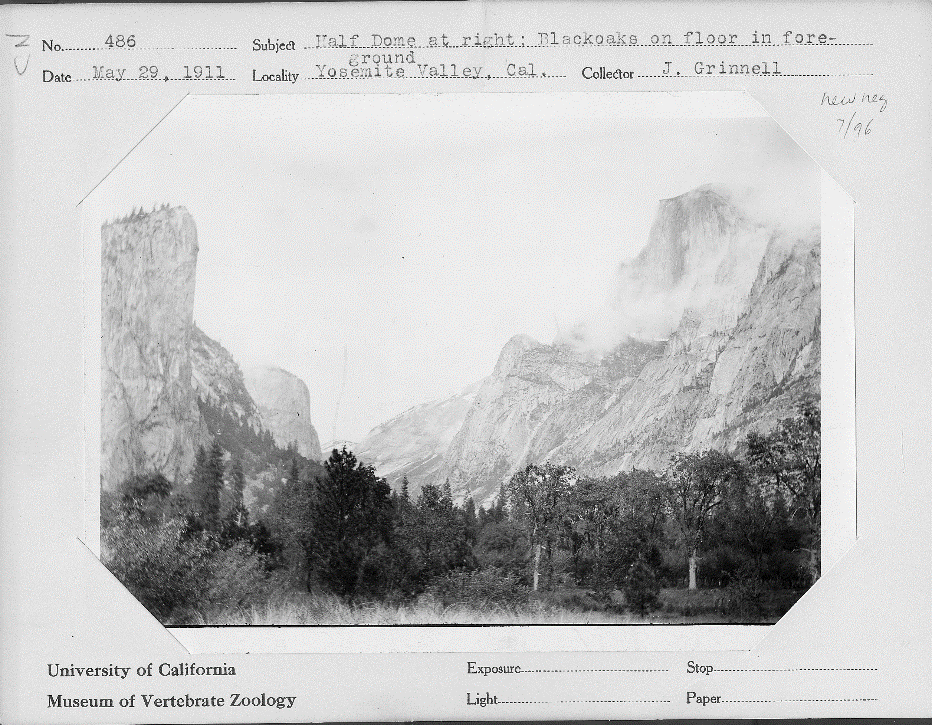 No. 486 Subject Half Dome at right; Blackoaks on floor in fore-
ground
Date May 29, 1911 Locality Yosemite Valley, Cal. Collector J. Grinnell
new neg
7/96
University of California Exposure Stop
Museum of Vertebrate Zoology Light Paper